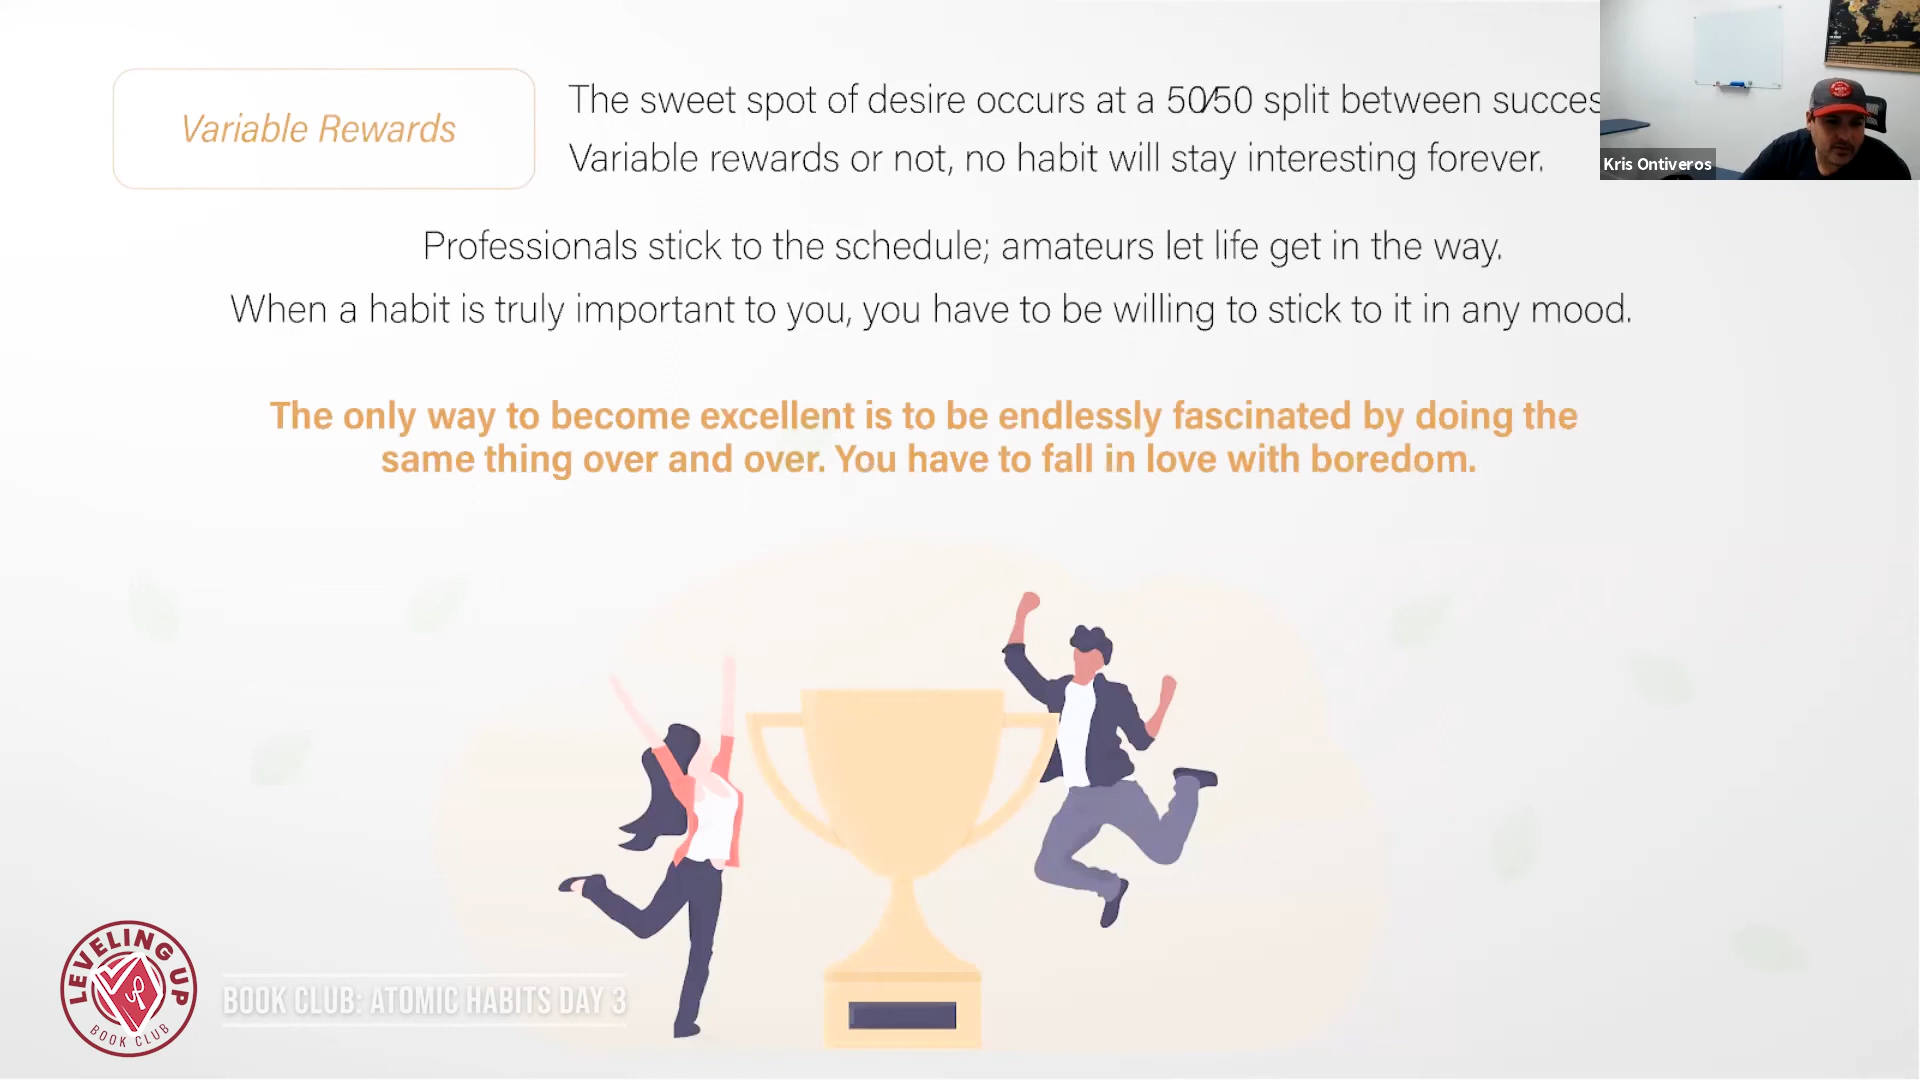 Variable Rewards
The sweet spot of desire occurs at a 50/50 split between succes
Variable rewards or not, no habit will stay interesting forever.
Kris Ontiveros
Professionals stick to the schedule; amateurs let life get in the way.
When a habit is truly important to you, you have to be willing to stick to it in any mood.
The only way to become excellent is to be endlessly fascinated by doing the
same thing over and over. You have to fall in love with boredom.
LEVELING UP
BOOK CLUB
BOOK CLUB: ATOMIC HABITS DAY 3